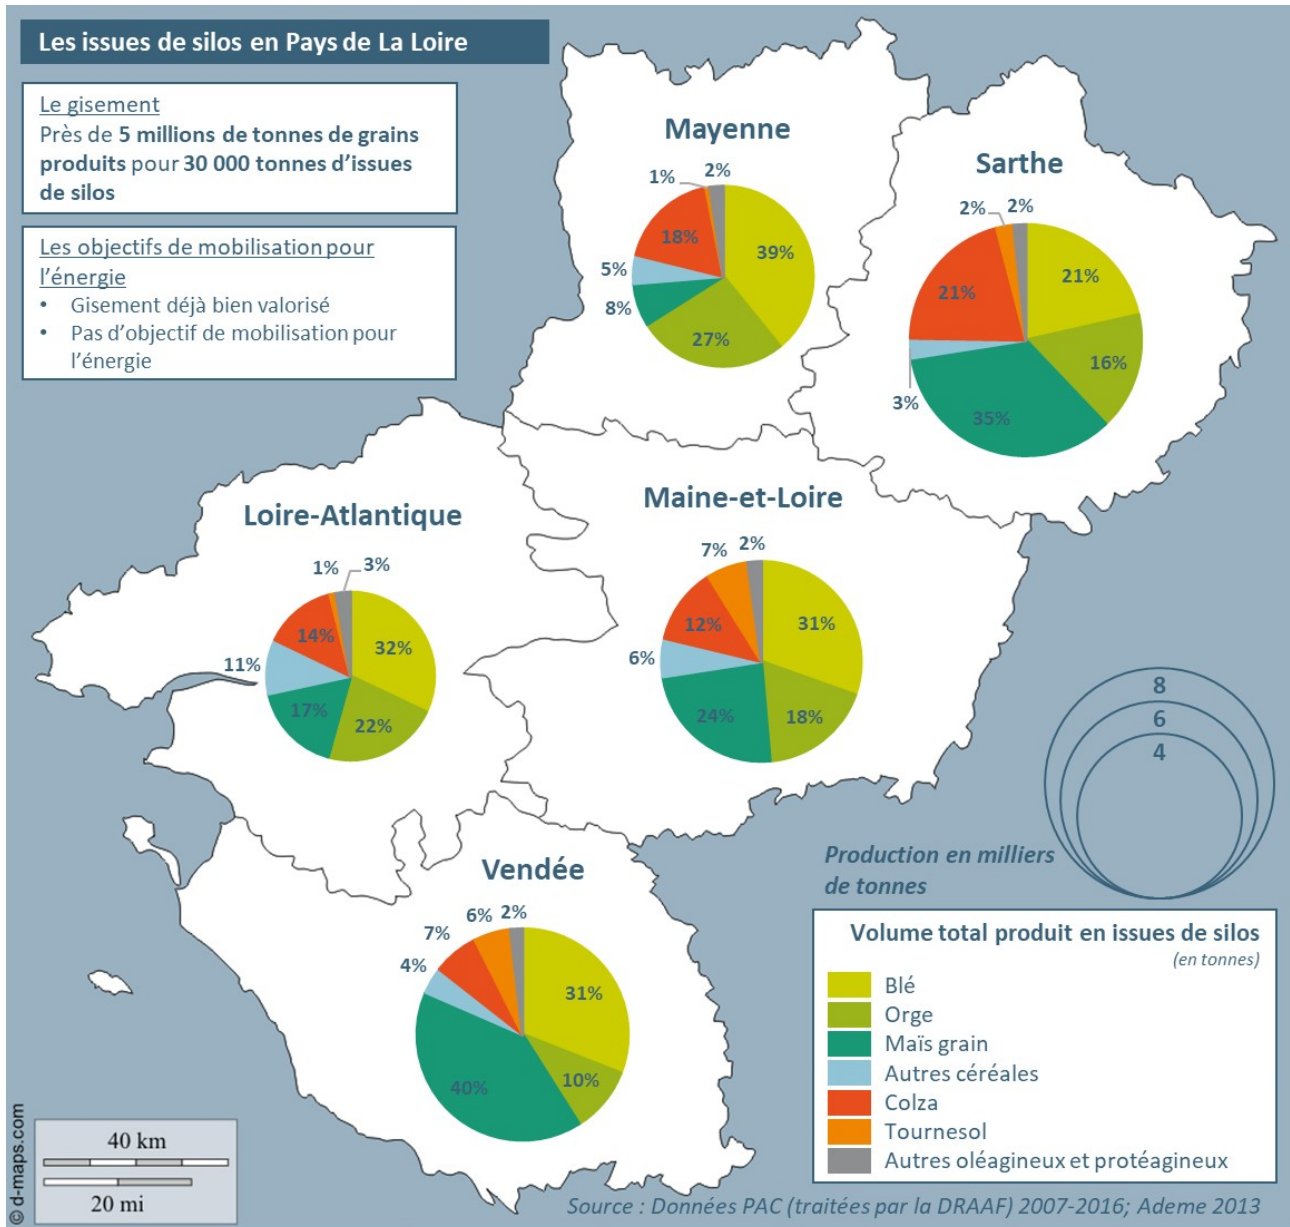 Les issues de silos en Pays de La Loire
Le gisement
Près de 5 millions de tonnes de grains
produits pour 30 000 tonnes d'issues
de silos
Les objectifs de mobilisation pour
l'énergie
• Gisement déjà bien valorisé
• Pas d'objectif de mobilisation pour
l'énergie
Mayenne
1%
2%
18%
39%
5%
8%
27%
Sarthe
2%
2%
21%
21%
16%
3%
35%
Loire-Atlantique
1%
3%
14%
32%
11%
17%
22%
Maine-et-Loire
7%
2%
12%
31%
6%
24%
18%
Vendée
6%
2%
7%
4%
31%
40%
10%
8
6
4
Production en milliers
de tonnes
Volume total produit en issues de silos
(en tonnes)
Blé
Orge
Maïs grain
Autres céréales
Colza
Tournesol
Autres oléagineux et protéagineux
40 km
20 mi
© d-maps.com
Source : Données PAC (traitées par la DRAAF) 2007-2016; Ademe 2013